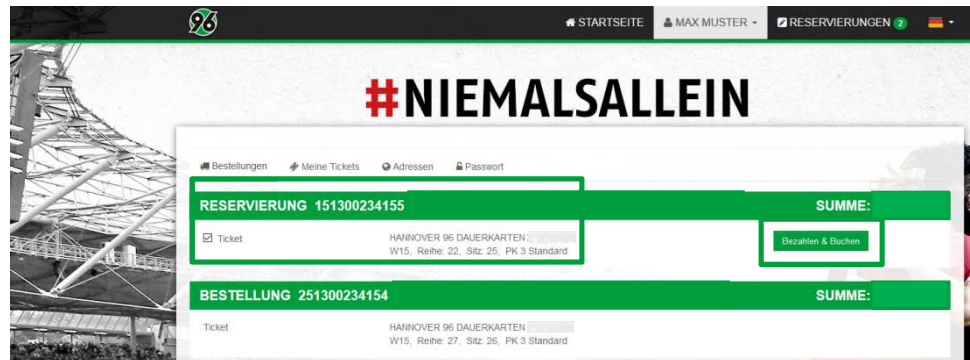 96
STARTSEITE
MAX MUSTER
RESERVIERUNGEN 2
#NIEMALSALLEIN
Bestellungen
Meine Tickets
Adressen
Passwort
RESERVIERUNG 151300234155 SUMME:
Ticket
HANNOVER 96 DAUERKARTEN
W15, Reihe: 22, Sitz: 25, PK 3 Standard
Bezahlen & Buchen
BESTELLUNG 251300234154 SUMME:
Ticket
HANNOVER 96 DAUERKARTEN
W15, Reihe: 27, Sitz: 26, PK 3 Standard